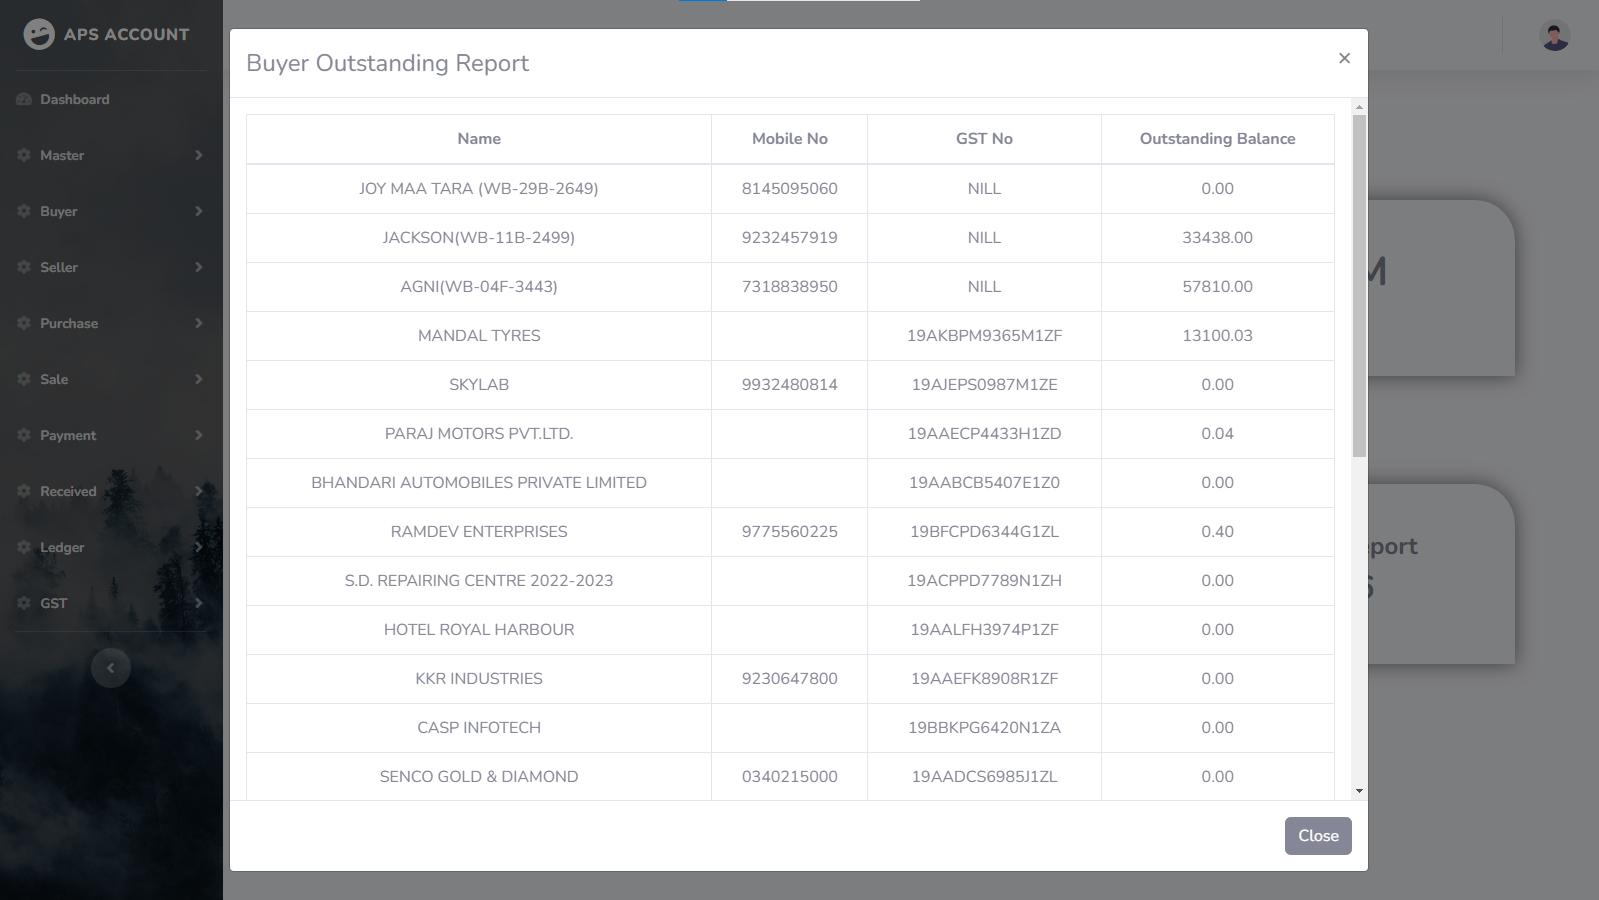 APS ACCOUNT
Dashboard
Master
Buyer
Seller
Purchase
Sale
Payment
Received
Ledger
GST
Buyer Outstanding Report
×
Name Mobile No GST No Outstanding Balance
JOY MAA TARA (WB-29B-2649) 8145095060 NILL 0.00
JACKSON(WB-11B-2499) 9232457919 NILL 33438.00
AGNI(WB-04F-3443) 7318838950 NILL 57810.00
MANDAL TYRES 19AKBPM9365M1ZF 13100.03
SKYLAB 9932480814 19AJEPS0987M1ZE 0.00
PARAJ MOTORS PVT.LTD. 19AAECP4433H1ZD 0.04
BHANDARI AUTOMOBILES PRIVATE LIMITED 19AABCB5407E1Z0 0.00
RAMDEV ENTERPRISES 9775560225 19BFCPD6344G1ZL 0.40
S.D. REPAIRING CENTRE 2022-2023 19ACPPD7789N1ZH 0.00
HOTEL ROYAL HARBOUR 19AALFH3974P1ZF 0.00
KKR INDUSTRIES 9230647800 19AAEFK8908R1ZF 0.00
CASP INFOTECH 19BBKPG6420N1ZA 0.00
SENCO GOLD & DIAMOND 0340215000 19AADCS6985J1ZL 0.00
Close
M
eport